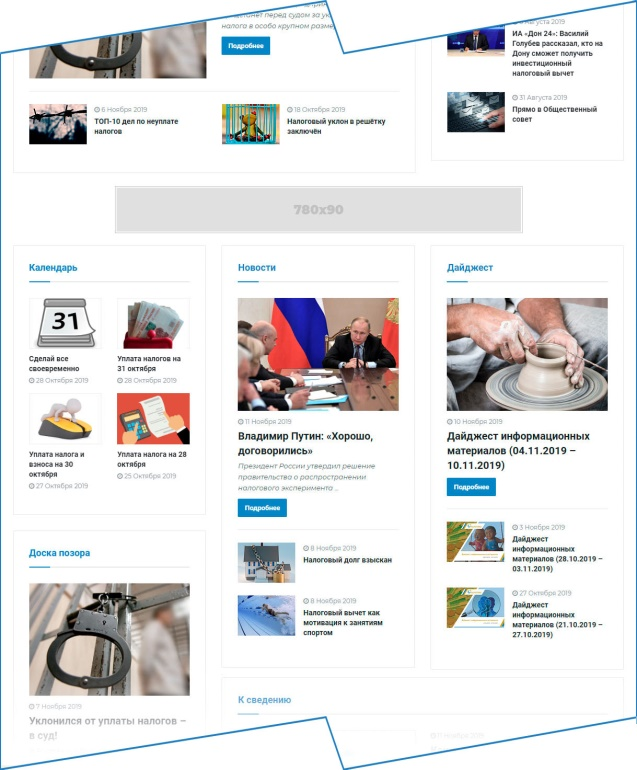 предстанет перед судом за ук
налога в особо крупном разме
Подробнее
6 Ноября 2019
ТОП-10 дел по неуплате
налогов
18 Октября 2019
Налоговый уклон в решётку
заключён
Августа 2019
ИА «Дон 24»: Василий
Голубев рассказал, кто на
Дону сможет получить
инвестиционный
налоговый вычет
31 Августа 2019
Прямо в Общественный
совет
780x90
Календарь
31
Сделай все
своевременно
28 Октября 2019
Уплата налогов на
31 октября
28 Октября 2019
Уплата налога и
взноса на 30
октября
27 Октября 2019
Уплата налога на 28
октября
25 Октября 2019
Доска позора
7 Ноября 2019
Уклонился от уплаты налогов –
в суд!
Новости
11 Ноября 2019
Владимир Путин: «Хорошо,
договорились»
Президент России утвердил решение
правительства о распространении
налогового эксперимента ...
Подробнее
8 Ноября 2019
Налоговый долг взыскан
8 Ноября 2019
Налоговый вычет как
мотивация к занятиям
спортом
Дайджест
10 Ноября 2019
Дайджест информационных
материалов (04.11.2019 –
10.11.2019)
Подробнее
3 Ноября 2019
Дайджест
информационных
материалов (28.10.2019 –
03.11.2019)
27 Октября 2019
Дайджест
информационных
материалов (21.10.2019 –
27.10.2019)
К сведению